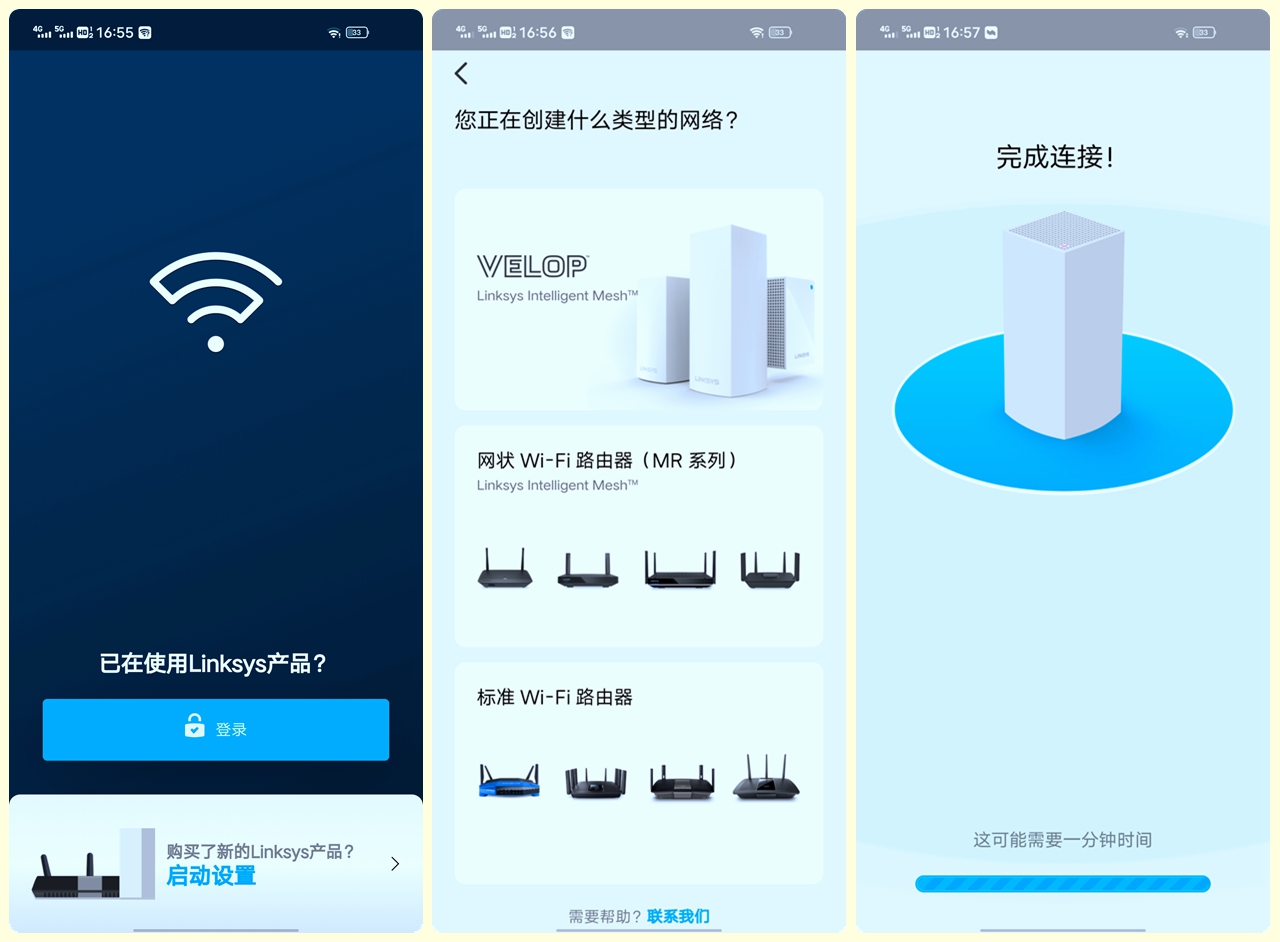 4G 5G HD 2 16:55 33
已在使用Linksys产品？
登录
购买了新的Linksys产品？
启动设置
4G 5G HD 2 16:56 33
您正在创建什么类型的网络？
VELOP
Linksys Intelligent Mesh™
LINKSYS
LINKSYS
LINKSYS
网状 Wi-Fi 路由器（MR 系列）
Linksys Intelligent Mesh™
标准 Wi-Fi 路由器
需要帮助？联系我们
4G 5G HD 2 16:57 33
完成连接！
这可能需要一分钟时间